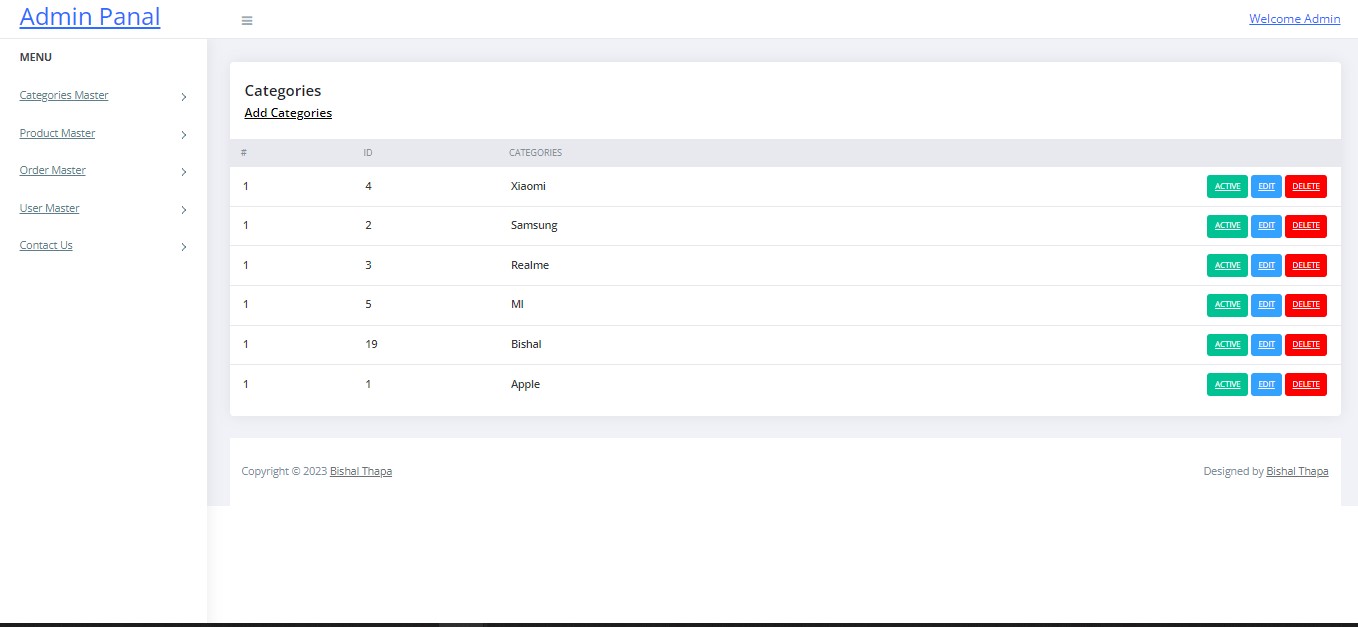 Admin Panal
Welcome Admin
MENU
Categories Master
Product Master
Order Master
User Master
Contact Us
Categories
Add Categories
# ID CATEGORIES
1 4 Xiaomi ACTIVE EDIT DELETE
1 2 Samsung ACTIVE EDIT DELETE
1 3 Realme ACTIVE EDIT DELETE
1 5 MI ACTIVE EDIT DELETE
1 19 Bishal ACTIVE EDIT DELETE
1 1 Apple ACTIVE EDIT DELETE
Copyright © 2023 Bishal Thapa
Designed by Bishal Thapa